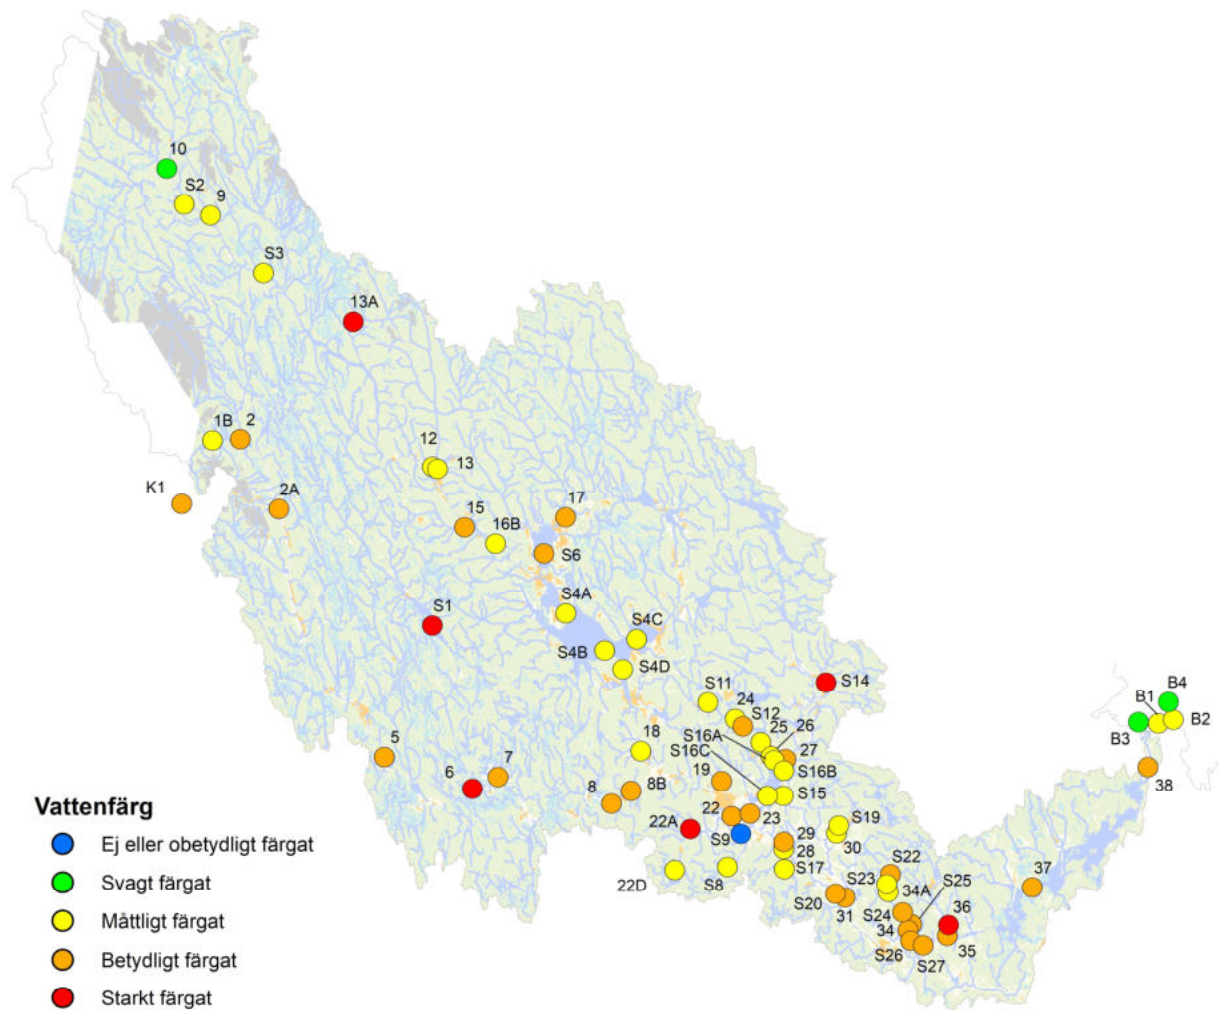 10
S2
9
S3
13A
1B
2
12
13
K1
2A
15
16B
17
S6
S1
S4A
S4C
S4B
S4D
S14
S11
24
S12
25
26
S16A
S16C
27
S16B
18
5
7
6
8
8B
19
S15
22
23
22A
S9
S19
30
29
28
S17
22D
S8
S22
S23
34A
S25
S20
31
S24
36
37
34
35
S26
S27
B4
B1
B2
B3
38
Vattenfärg
Ej eller obetydligt färgat
Svagt färgat
Måttligt färgat
Betydligt färgat
Starkt färgat